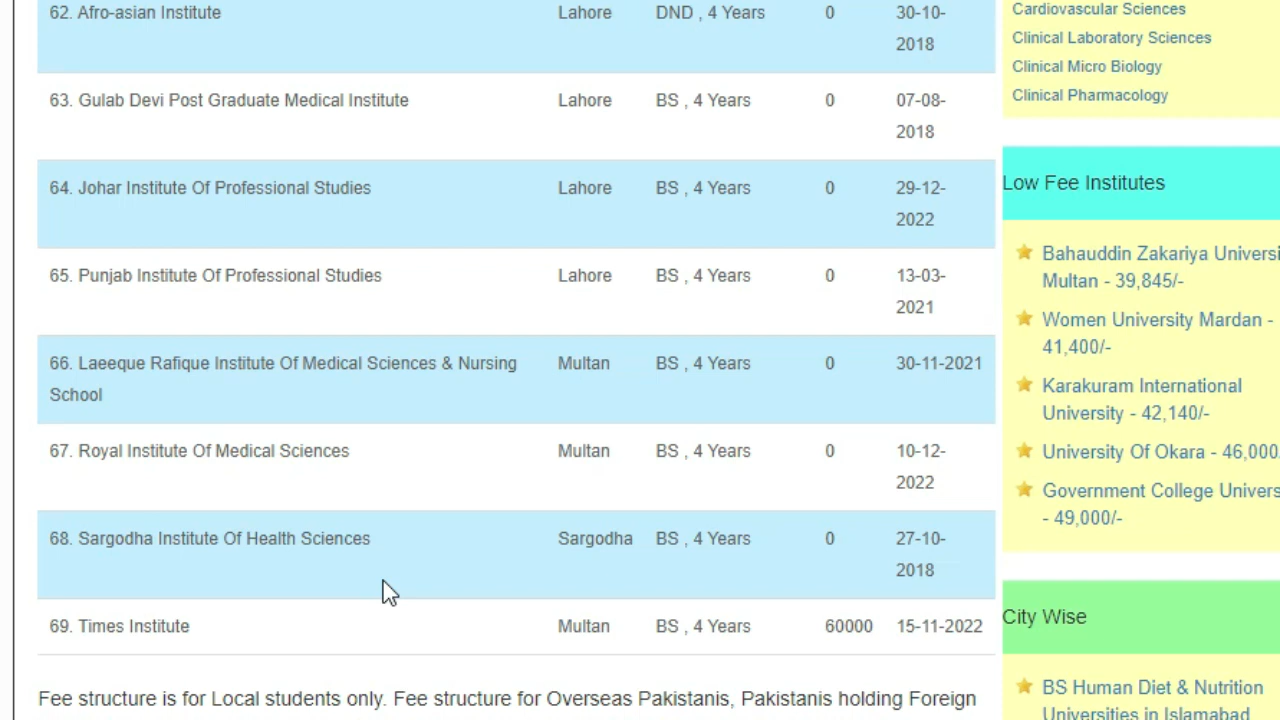 62. Afro-asian Institute Lahore DND , 4 Years 0 30-10-
2018
63. Gulab Devi Post Graduate Medical Institute Lahore BS , 4 Years 0 07-08-
2018
64. Johar Institute Of Professional Studies Lahore BS , 4 Years 0 29-12-
2022
65. Punjab Institute Of Professional Studies Lahore BS , 4 Years 0 13-03-
2021
66. Laeeque Rafique Institute Of Medical Sciences & Nursing Multan BS , 4 Years 0 30-11-2021
School
67. Royal Institute Of Medical Sciences Multan BS , 4 Years 0 10-12-
2022
68. Sargodha Institute Of Health Sciences Sargodha BS , 4 Years 0 27-10-
2018
69. Times Institute Multan BS , 4 Years 60000 15-11-2022
Fee structure is for Local students only. Fee structure for Overseas Pakistanis, Pakistanis holding Foreign
Cardiovascular Sciences
Clinical Laboratory Sciences
Clinical Micro Biology
Clinical Pharmacology
Low Fee Institutes
Bahauddin Zakariya Universi
Multan - 39,845/-
Women University Mardan -
41,400/-
Karakuram International
University - 42,140/-
University Of Okara - 46,000
Government College Univers
- 49,000/-
City Wise
BS Human Diet & Nutrition
Universities in Islamabad